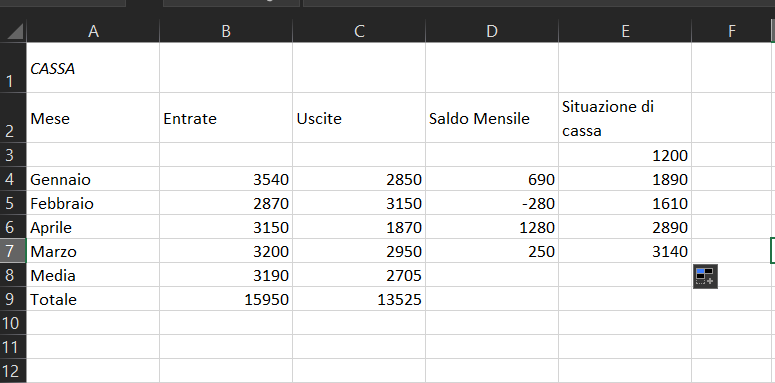 A B C D E F
1 CASSA
2 Mese Entrate Uscite Saldo Mensile Situazione di
cassa
3 1200
4 Gennaio 3540 2850 690 1890
5 Febbraio 2870 3150 -280 1610
6 Aprile 3150 1870 1280 2890
7 Marzo 3200 2950 250 3140
8 Media 3190 2705
9 Totale 15950 13525
10
11
12